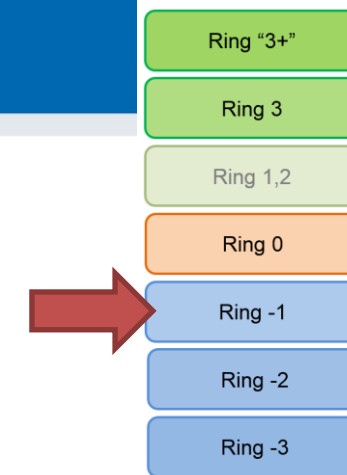 Ring “3+”
Ring 3
Ring 1,2
Ring 0
Ring -1
Ring -2
Ring -3